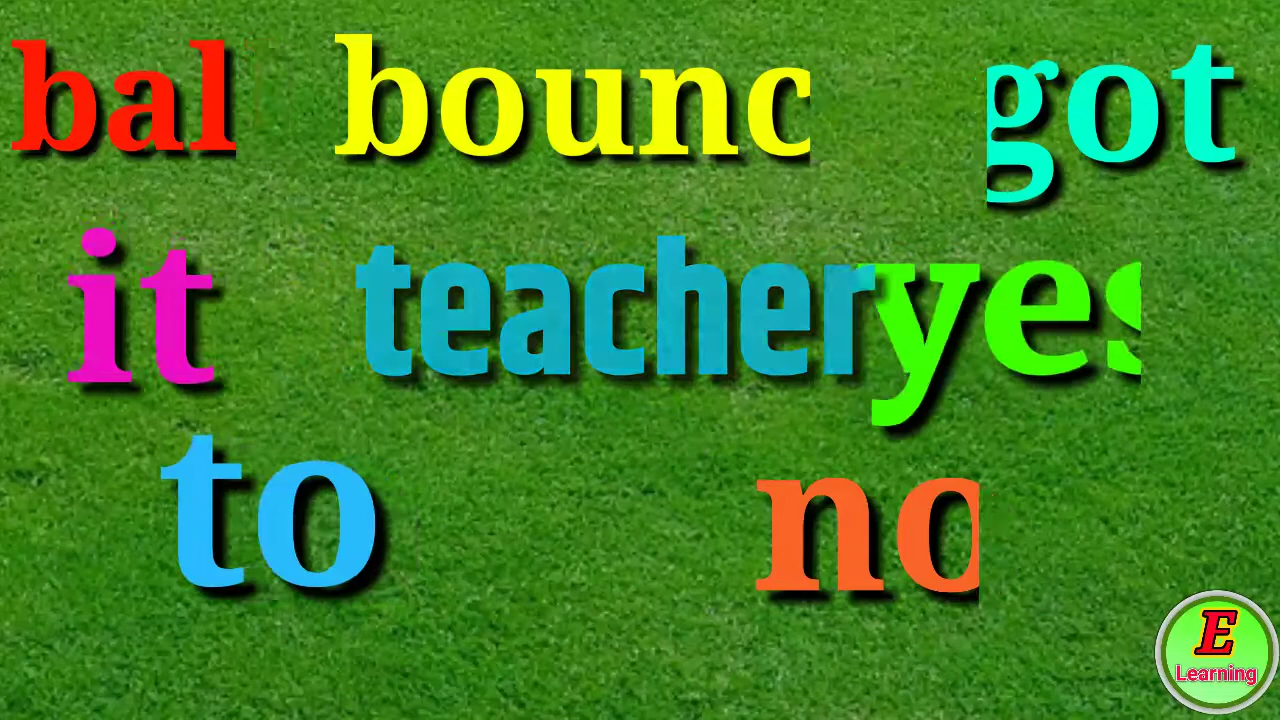 bal bounc got
it teacher yes
to no
E
Learning